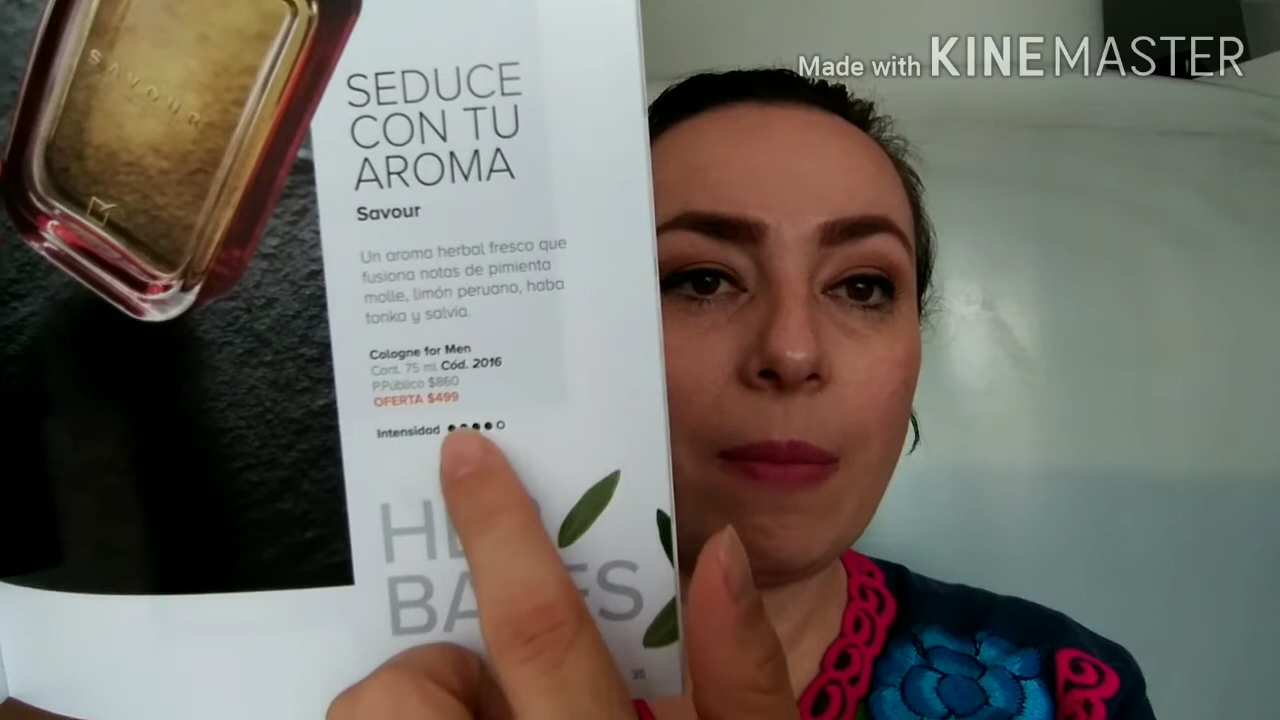 Made with KINEMASTER
SAVOUR
SEDUCE
CON TU
AROMA
Savour
Un aroma herbal fresco que
fusiona notas de pimienta
molle, limón peruano, haba
tonka y salvia.
Cologne for Men
Cont. 75 ml Cód. 2016
P.Público $860
OFERTA $499
Intensidad
35